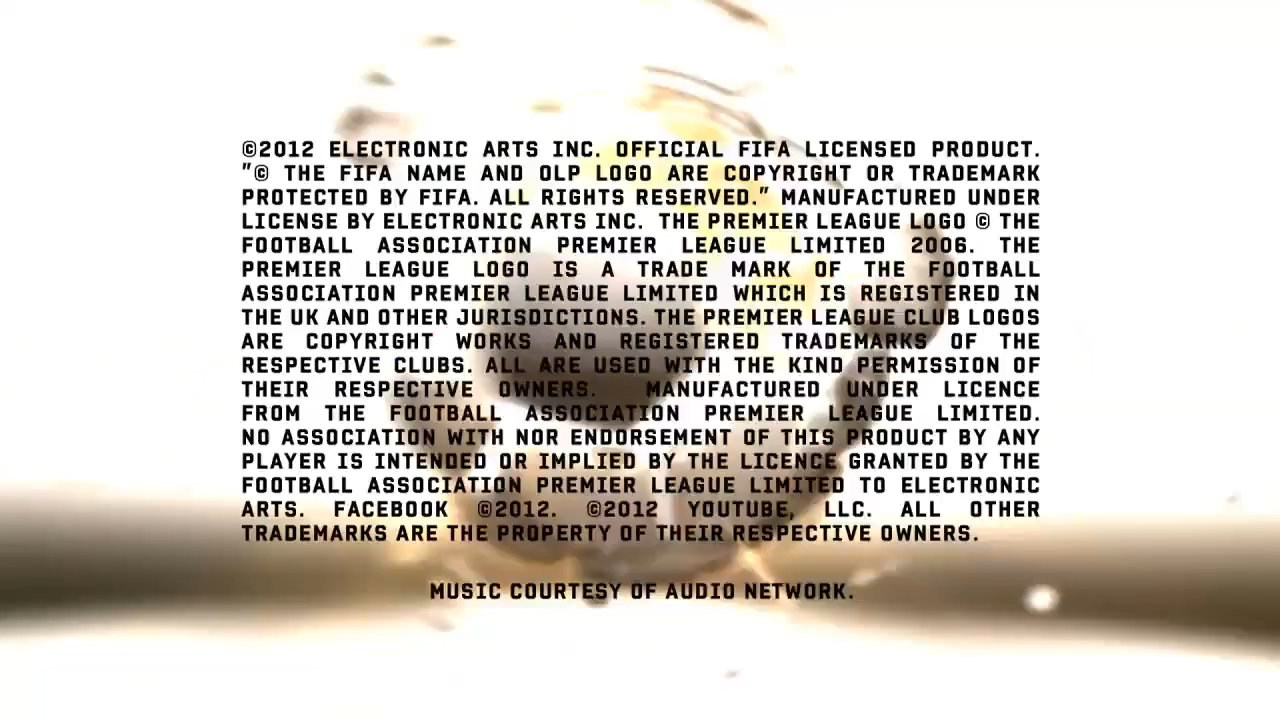 ©2012 ELECTRONIC ARTS INC. OFFICIAL FIFA LICENSED PRODUCT.
"© THE FIFA NAME AND OLP LOGO ARE COPYRIGHT OR TRADEMARK
PROTECTED BY FIFA. ALL RIGHTS RESERVED." MANUFACTURED UNDER
LICENSE BY ELECTRONIC ARTS INC. THE PREMIER LEAGUE LOGO © THE
FOOTBALL ASSOCIATION PREMIER LEAGUE LIMITED 2006. THE
PREMIER LEAGUE LOGO IS A TRADE MARK OF THE FOOTBALL
ASSOCIATION PREMIER LEAGUE LIMITED WHICH IS REGISTERED IN
THE UK AND OTHER JURISDICTIONS. THE PREMIER LEAGUE CLUB LOGOS
ARE COPYRIGHT WORKS AND REGISTERED TRADEMARKS OF THE
RESPECTIVE CLUBS. ALL ARE USED WITH THE KIND PERMISSION OF
THEIR RESPECTIVE OWNERS. MANUFACTURED UNDER LICENCE
FROM THE FOOTBALL ASSOCIATION PREMIER LEAGUE LIMITED.
NO ASSOCIATION WITH NOR ENDORSEMENT OF THIS PRODUCT BY ANY
PLAYER IS INTENDED OR IMPLIED BY THE LICENCE GRANTED BY THE
FOOTBALL ASSOCIATION PREMIER LEAGUE LIMITED TO ELECTRONIC
ARTS. FACEBOOK ©2012. ©2012 YOUTUBE, LLC. ALL OTHER
TRADEMARKS ARE THE PROPERTY OF THEIR RESPECTIVE OWNERS.
MUSIC COURTESY OF AUDIO NETWORK.